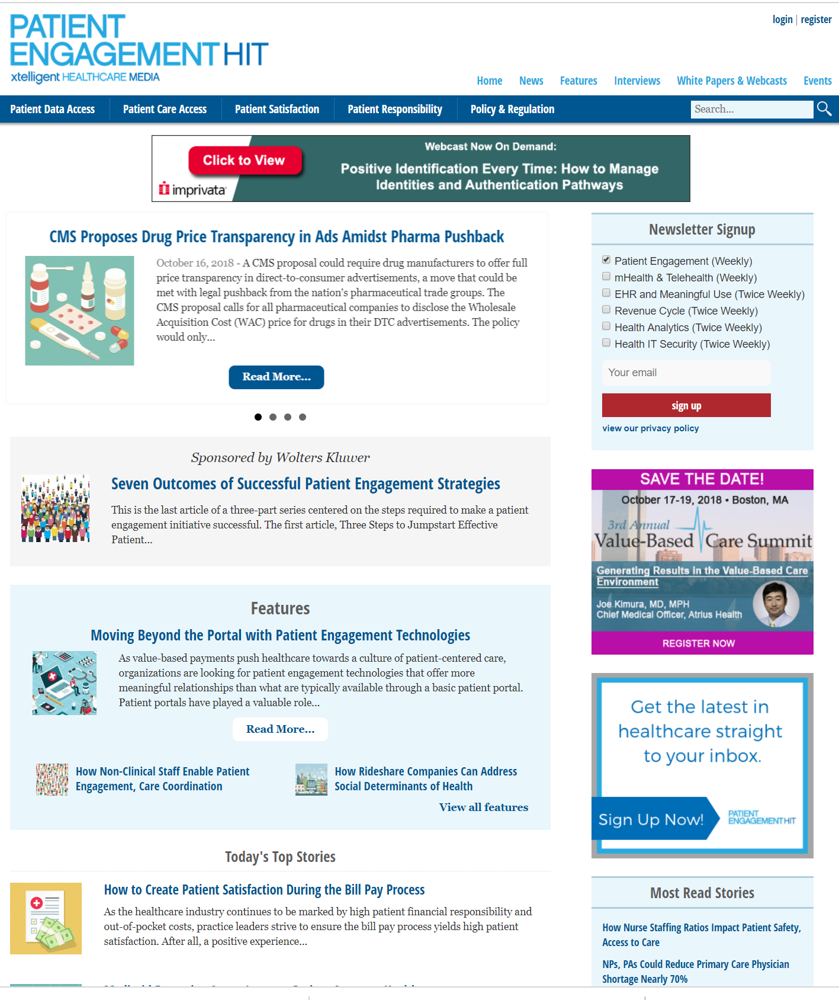 PATIENT
ENGAGEMENTHIT
xtelligent HEALTHCARE MEDIA
login | register
Home News Features Interviews White Papers & Webcasts Events
Patient Data Access Patient Care Access Patient Satisfaction Patient Responsibility Policy & Regulation Search...
Click to View
imprivata
Webcast Now On Demand:
Positive Identification Every Time: How to Manage
Identities and Authentication Pathways
CMS Proposes Drug Price Transparency in Ads Amidst Pharma Pushback
October 16, 2018 - A CMS proposal could require drug manufacturers to offer full
price transparency in direct-to-consumer advertisements, a move that could be
met with legal pushback from the nation's pharmaceutical trade groups. The
CMS proposal calls for all pharmaceutical companies to disclose the Wholesale
Acquisition Cost (WAC) price for drugs in their DTC advertisements. The policy
would only...
Read More...
Sponsored by Wolters Kluwer
Seven Outcomes of Successful Patient Engagement Strategies
This is the last article of a three-part series centered on the steps required to make a patient
engagement initiative successful. The first article, Three Steps to Jumpstart Effective
Patient...
Features
Moving Beyond the Portal with Patient Engagement Technologies
As value-based payments push healthcare towards a culture of patient-centered care,
organizations are looking for patient engagement technologies that offer more
meaningful relationships than what are typically available through a basic patient portal.
Patient portals have played a valuable role...
Read More...
How Non-Clinical Staff Enable Patient
Engagement, Care Coordination
How Rideshare Companies Can Address
Social Determinants of Health
View all features
Today's Top Stories
How to Create Patient Satisfaction During the Bill Pay Process
As the healthcare industry continues to be marked by high patient financial responsibility and
out-of-pocket costs, practice leaders strive to ensure the bill pay process yields high patient
satisfaction. After all, a positive experience...
Newsletter Signup
Patient Engagement (Weekly)
mHealth & Telehealth (Weekly)
EHR and Meaningful Use (Twice Weekly)
Revenue Cycle (Twice Weekly)
Health Analytics (Twice Weekly)
Health IT Security (Twice Weekly)
Your email
sign up
view our privacy policy
SAVE THE DATE!
October 17-19, 2018 • Boston, MA
3rd Annual
Value-Based Care Summit
Generating Results in the Value-Based Care
Environment
Joe Kimura, MD, MPH
Chief Medical Officer, Atrius Health
REGISTER NOW
Get the latest in
healthcare straight
to your inbox.
Sign Up Now!
PATIENT
ENGAGEMENTHIT
Most Read Stories
How Nurse Staffing Ratios Impact Patient Safety,
Access to Care
NPs, PAs Could Reduce Primary Care Physician
Shortage Nearly 70%